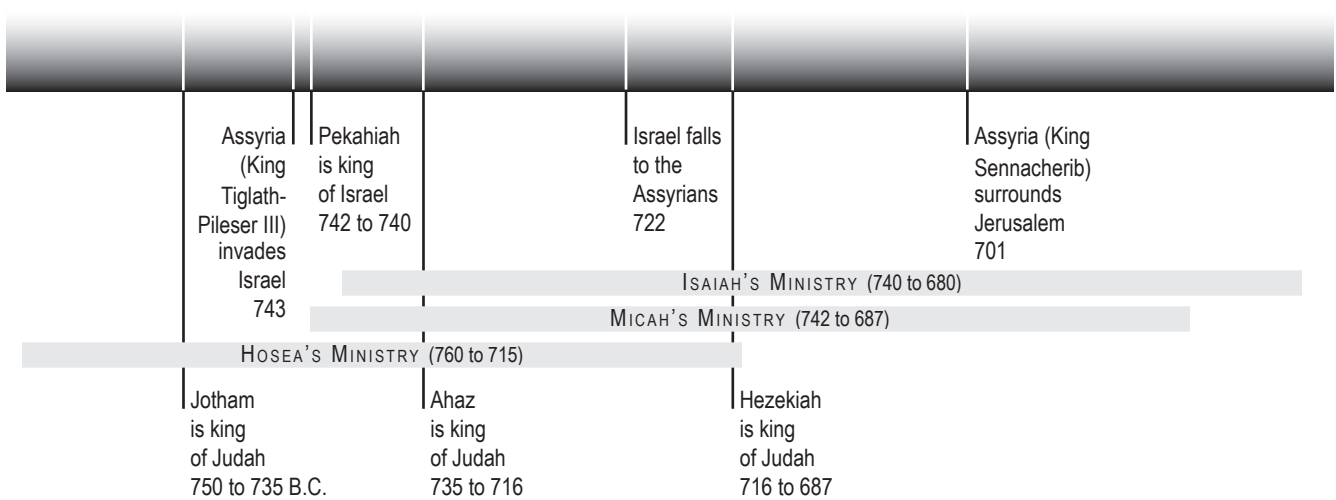 Assyria
(King
Tiglath-
Pileser III)
invades
Israel
743
Pekahiah
is king
of Israel
742 to 740
Israel falls
to the
Assyrians
722
Assyria (King
Sennacherib)
surrounds
Jerusalem
701
ISAIAH'S MINISTRY (740 to 680)
MICAH'S MINISTRY (742 to 687)
HOSEA'S MINISTRY (760 to 715)
Jotham
is king
of Judah
750 to 735 B.C.
Ahaz
is king
of Judah
735 to 716
Hezekiah
is king
of Judah
716 to 687